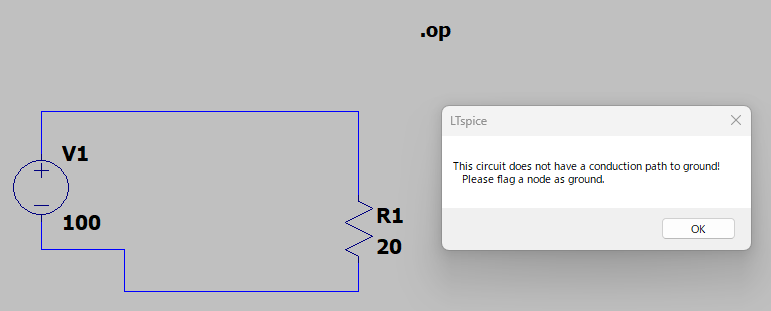 .op
V1
100
R1
20
LTspice
This circuit does not have a conduction path to ground!
Please flag a node as ground.
OK